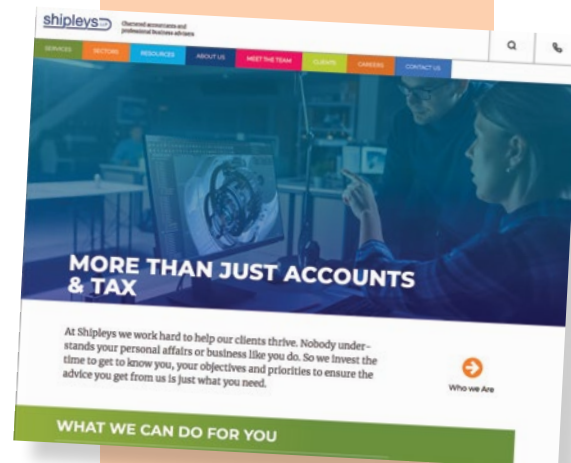 shipleys LLP
Chartered accountants and
professional business advisers
SERVICES SECTORS RESOURCES ABOUT US MEET THE TEAM CLIENTS CAREERS CONTACT US
MORE THAN JUST ACCOUNTS
& TAX
At Shipleys we work hard to help our clients thrive. Nobody under-
stands your personal affairs or business like you do. So we invest the
time to get to know you, your objectives and priorities to ensure the
advice you get from us is just what you need.
Who we Are
WHAT WE CAN DO FOR YOU